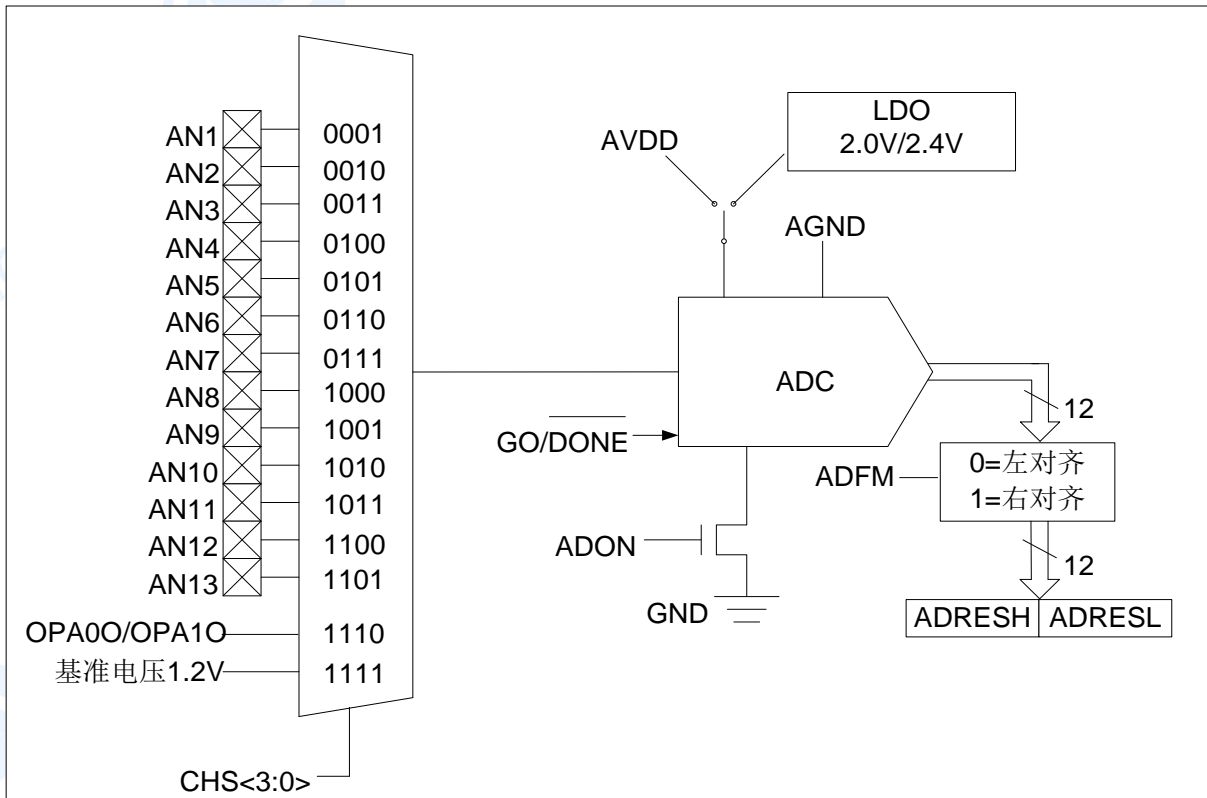 AN1 0001
AN2 0010
AN3 0011
AN4 0100
AN5 0101
AN6 0110
AN7 0111
AN8 1000
AN9 1001
AN10 1010
AN11 1011
AN12 1100
AN13 1101
OPA0O/OPA1O 1110
基准电压1.2V 1111
CHS<3:0>
LDO
2.0V/2.4V
AVDD
AGND
ADC
GO/DONE
12
ADFM
0=左对齐
1=右对齐
ADON
12
GND
ADRESH ADRESL